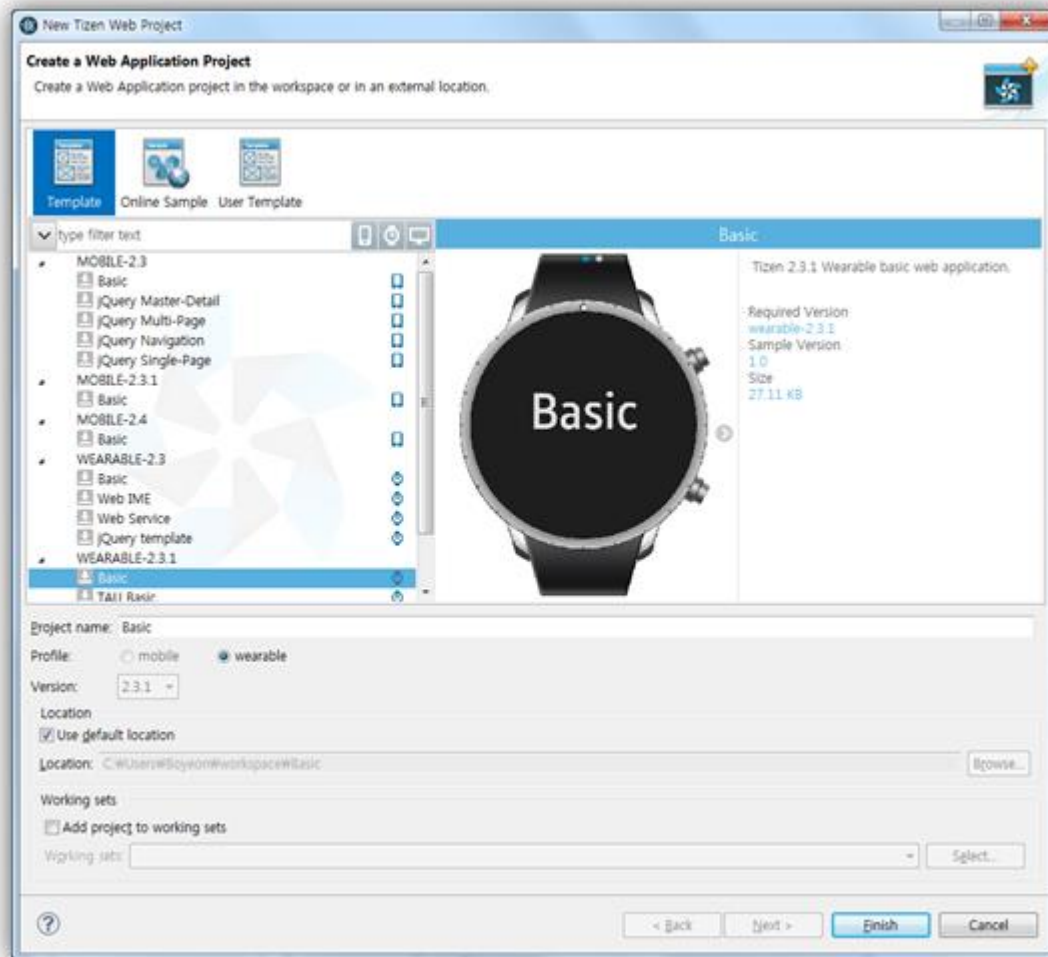 New Tizen Web Project
Create a Web Application Project
Create a Web Application project in the workspace or in an external location.
Template Online Sample User Template
type filter text
Basic
MOBILE-2.3
Basic
jQuery Master-Detail
jQuery Multi-Page
jQuery Navigation
jQuery Single-Page
MOBILE-2.3.1
Basic
MOBILE-2.4
Basic
WEARABLE-2.3
Basic
Web IME
Web Service
jQuery template
WEARABLE-2.3.1
Basic
TAU Basic
Basic
Tizen 2.3.1 Wearable basic web application.
Required Version
wearable-2.3.1
Sample Version
1.0
Size
27.11 KB
Project name: Basic
Profile: mobile wearable
Version: 2.3.1
Location
Use default location
Location: C:₩Users₩Boyeon₩workspace₩Basic Browse...
Working sets
Add project to working sets
Working sets: Select...
? < Back Next > Finish Cancel